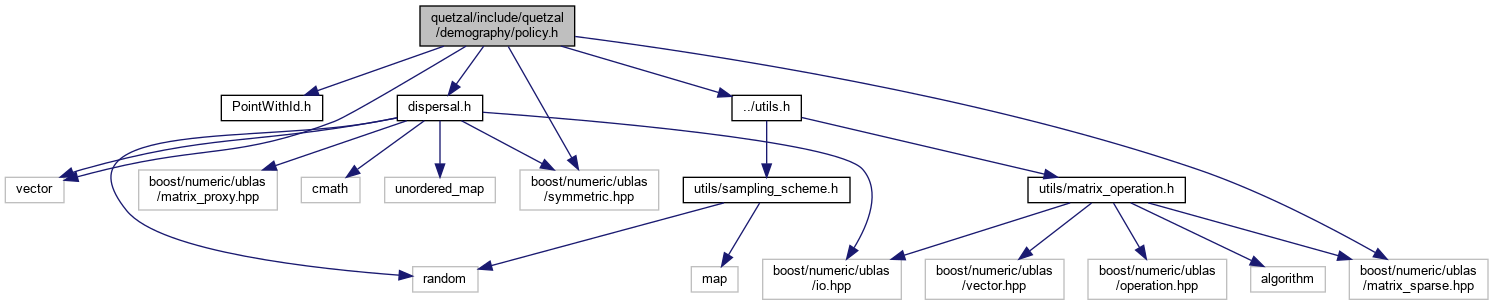 quetzal/include/quetzal
/demography/policy.h
PointWithId.h
dispersal.h
../utils.h
vector
boost/numeric/ublas
/matrix_proxy.hpp
cmath
unordered_map
boost/numeric/ublas
/symmetric.hpp
utils/sampling_scheme.h
utils/matrix_operation.h
random
map
boost/numeric/ublas
/io.hpp
boost/numeric/ublas
/vector.hpp
boost/numeric/ublas
/operation.hpp
algorithm
boost/numeric/ublas
/matrix_sparse.hpp